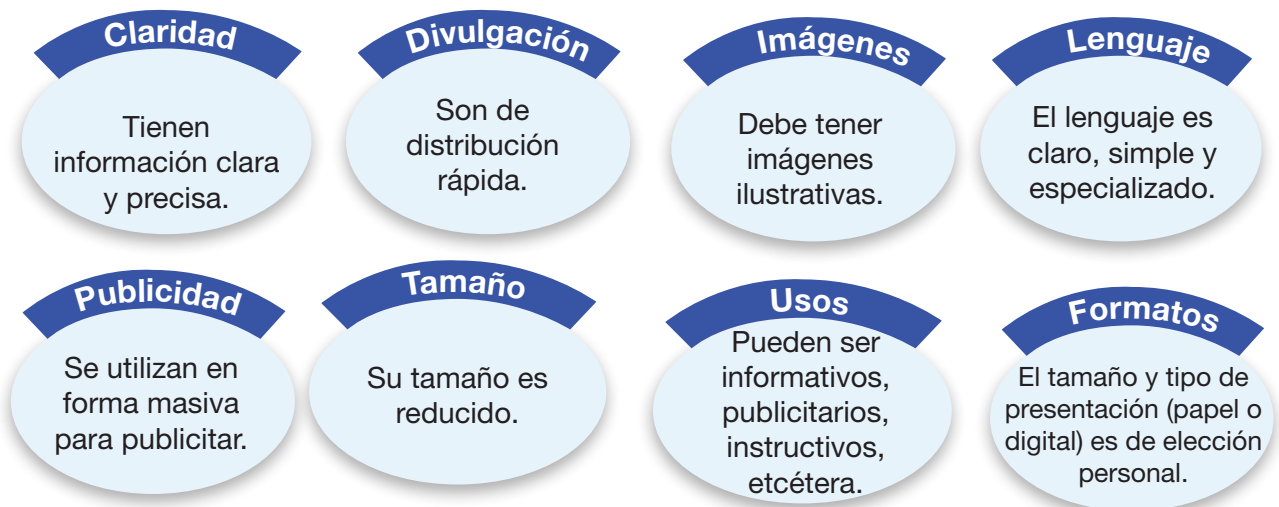 Claridad
Tienen
información clara
y precisa.
Divulgación
Son de
distribución
rápida.
Imágenes
Debe tener
imágenes
ilustrativas.
Lenguaje
El lenguaje es
claro, simple y
especializado.
Publicidad
Se utilizan en
forma masiva
para publicitar.
Tamaño
Su tamaño es
reducido.
Usos
Pueden ser
informativos,
publicitarios,
instructivos,
etcétera.
Formatos
El tamaño y tipo de
presentación (papel o
digital) es de elección
personal.